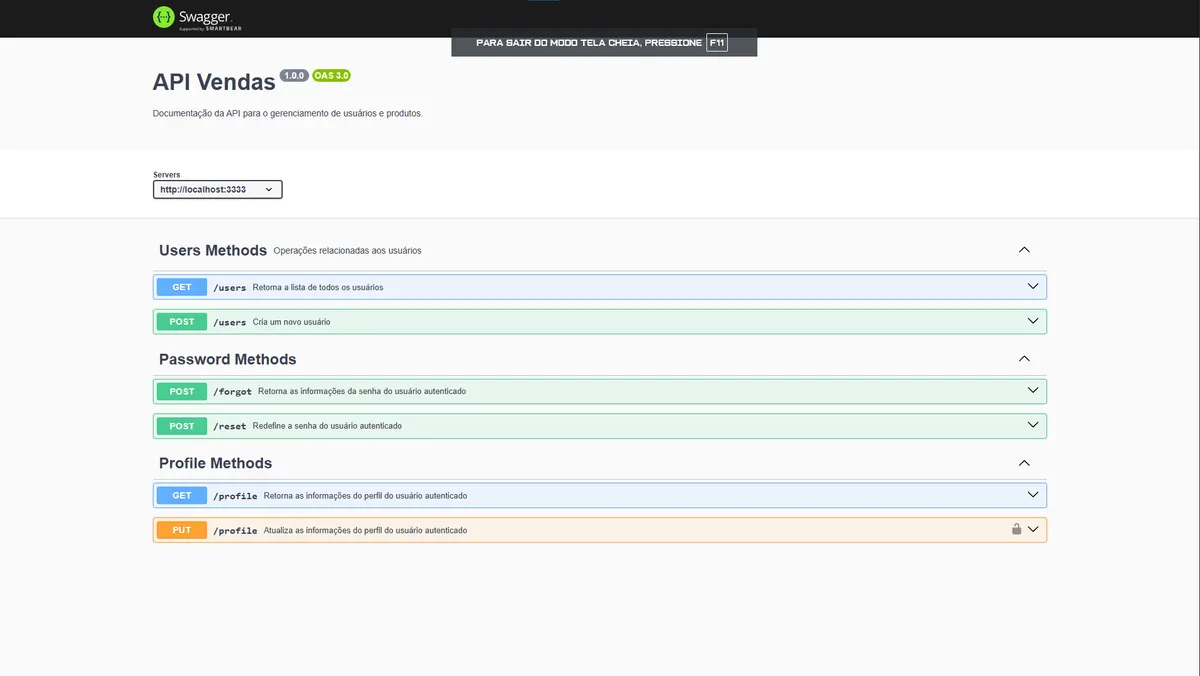 Swagger.
Supported by SMARTBEAR
PARA SAIR DO MODO TELA CHEIA, PRESSIONE F11
API Vendas 1.0.0 OAS 3.0
Documentação da API para o gerenciamento de usuários e produtos.
Servers
http://localhost:3333
Users Methods Operações relacionadas aos usuários
GET /users Retorna a lista de todos os usuários
POST /users Cria um novo usuário
Password Methods
POST /forgot Retorna as informações da senha do usuário autenticado
POST /reset Redefine a senha do usuário autenticado
Profile Methods
GET /profile Retorna as informações do perfil do usuário autenticado
PUT /profile Atualiza as informações do perfil do usuário autenticado